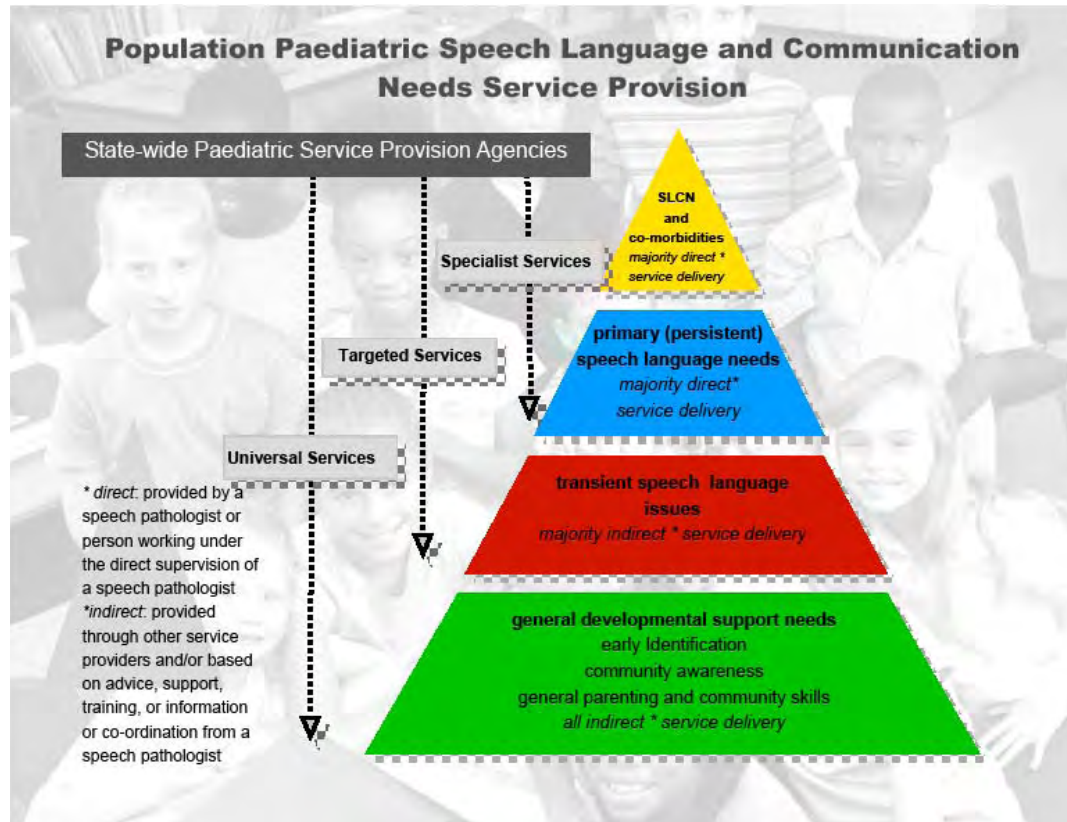 Population Paediatric Speech Language and Communication
Needs Service Provision
State-wide Paediatric Service Provision Agencies
SLCN
and
co-morbidities
majority direct *
service delivery
Specialist Services
primary (persistent)
speech language needs
majority direct*
service delivery
Targeted Services
transient speech language
issues
majority indirect * service delivery
Universal Services
* direct: provided by a
speech pathologist or
person working under
the direct supervision of
a speech pathologist
*indirect: provided
through other service
providers and/or based
on advice, support,
training, or information
or co-ordination from a
speech pathologist
general developmental support needs
early Identification
community awareness
general parenting and community skills
all indirect * service delivery